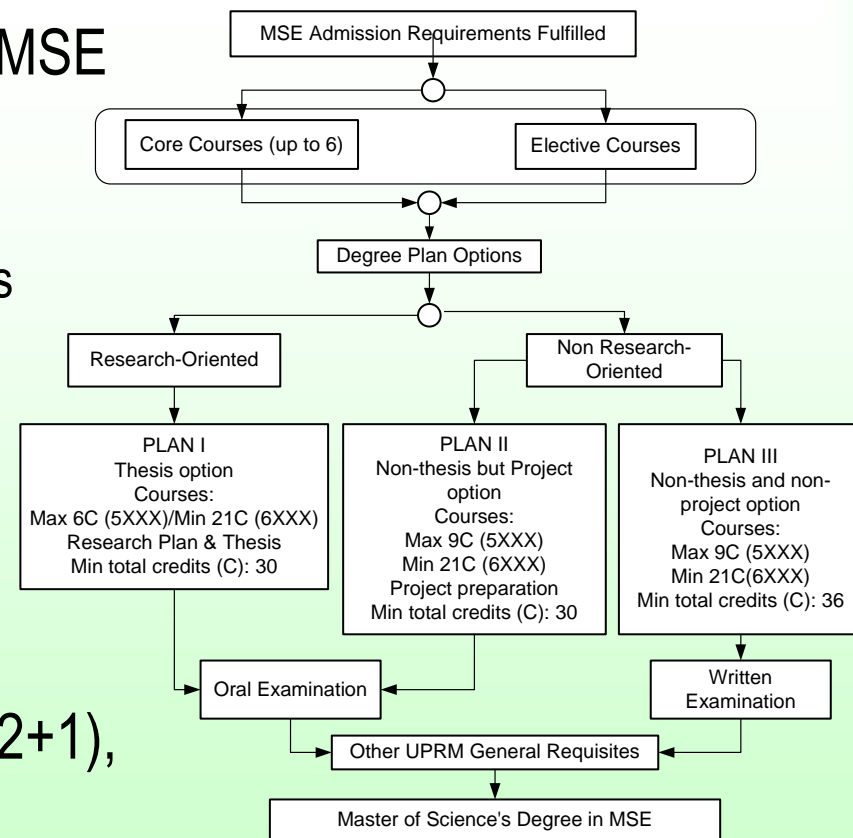 MSE
s
2+1),
MSE Admission Requirements Fulfilled
Core Courses (up to 6)
Elective Courses
Degree Plan Options
Research-Oriented
Non Research-
Oriented
PLAN I
Thesis option
Courses:
Max 6C (5XXX)/Min 21C (6XXX)
Research Plan & Thesis
Min total credits (C): 30
PLAN II
Non-thesis but Project
option
Courses:
Max 9C (5XXX)
Min 21C (6XXX)
Project preparation
Min total credits (C): 30
PLAN III
Non-thesis and non-
project option
Courses:
Max 9C (5XXX)
Min 21C(6XXX)
Min total credits (C): 36
Oral Examination
Written
Examination
Other UPRM General Requisites
Master of Science's Degree in MSE